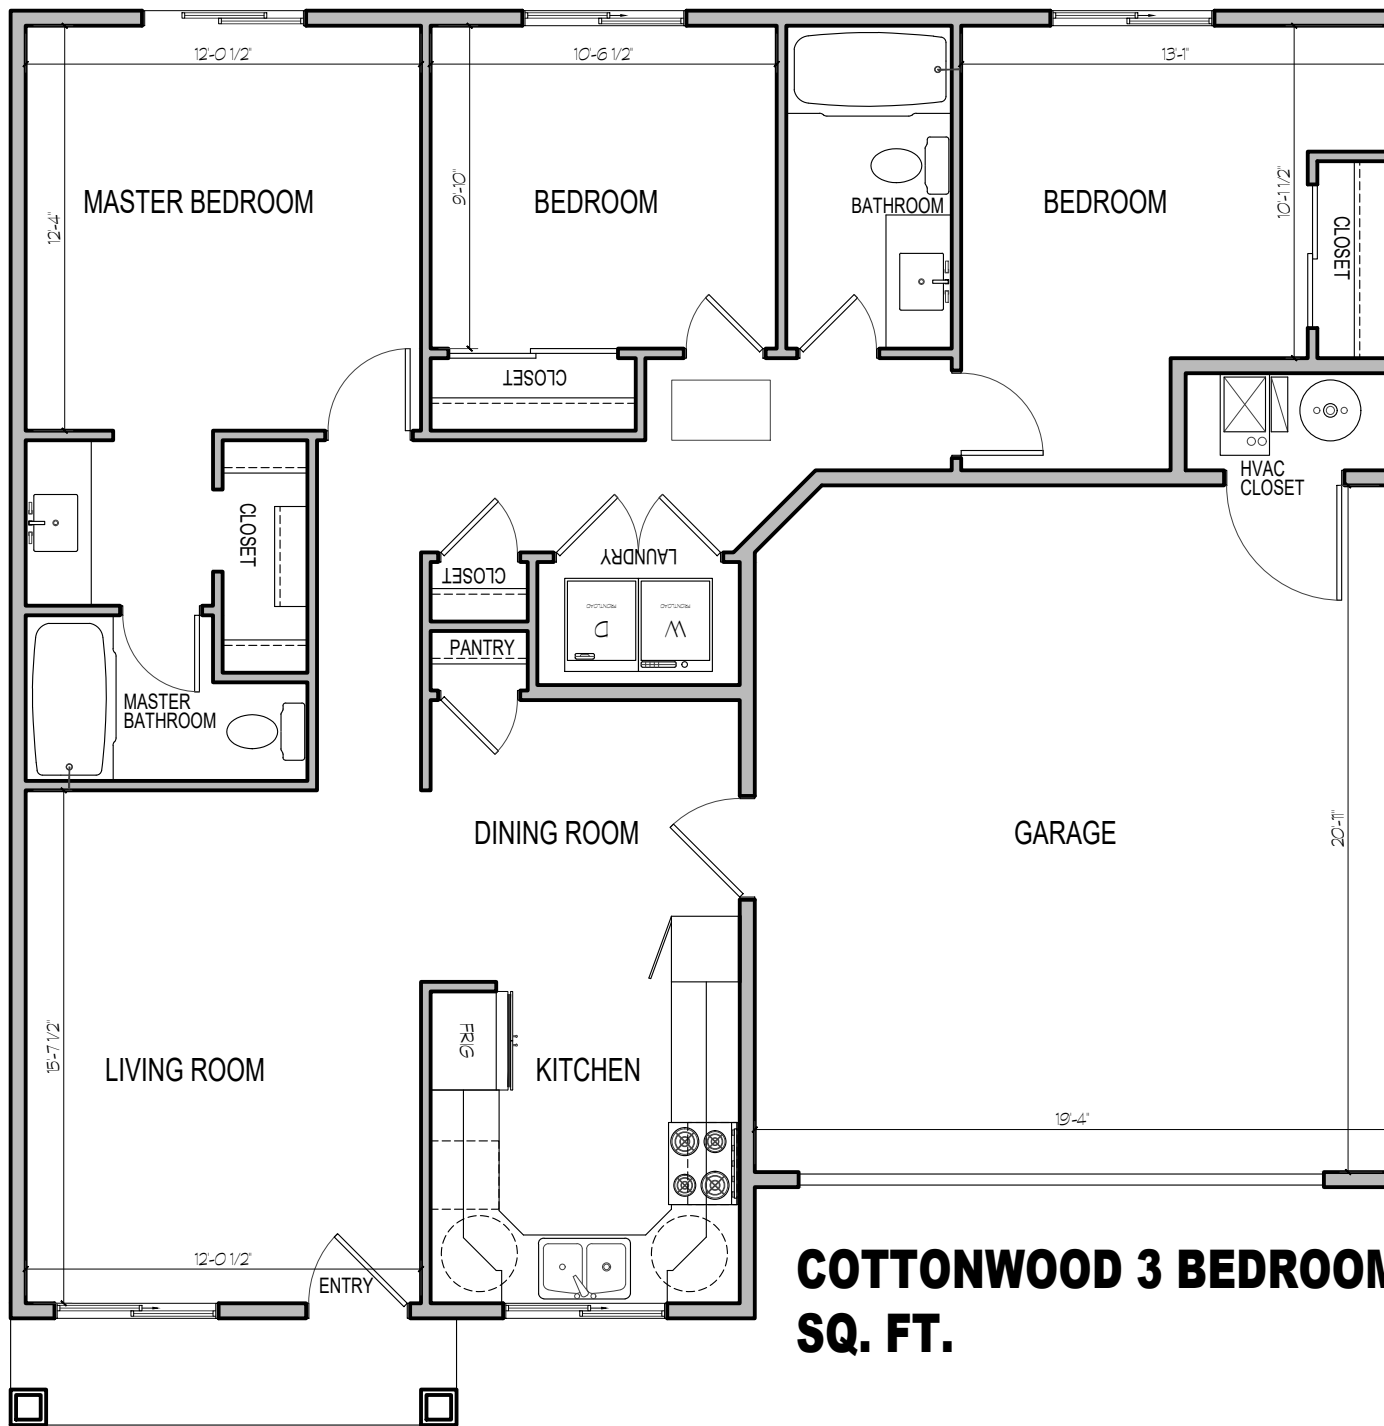 12'-0 1/2"
10'-6 1/2"
13'-1"
12'-4"
MASTER BEDROOM
9'-10"
BEDROOM
BATHROOM
BEDROOM
10'-1 1/2"
CLOSET
CLOSET
HVAC
CLOSET
CLOSET
CLOSET
LAUNDRY
FRONTLOAD
FRONTLOAD
D
W
PANTRY
MASTER
BATHROOM
DINING ROOM
GARAGE
20'-11"
15'-7 1/2"
LIVING ROOM
FRIG
KITCHEN
19'-4"
12'-0 1/2"
ENTRY
COTTONWOOD 3 BEDROOM
SQ. FT.